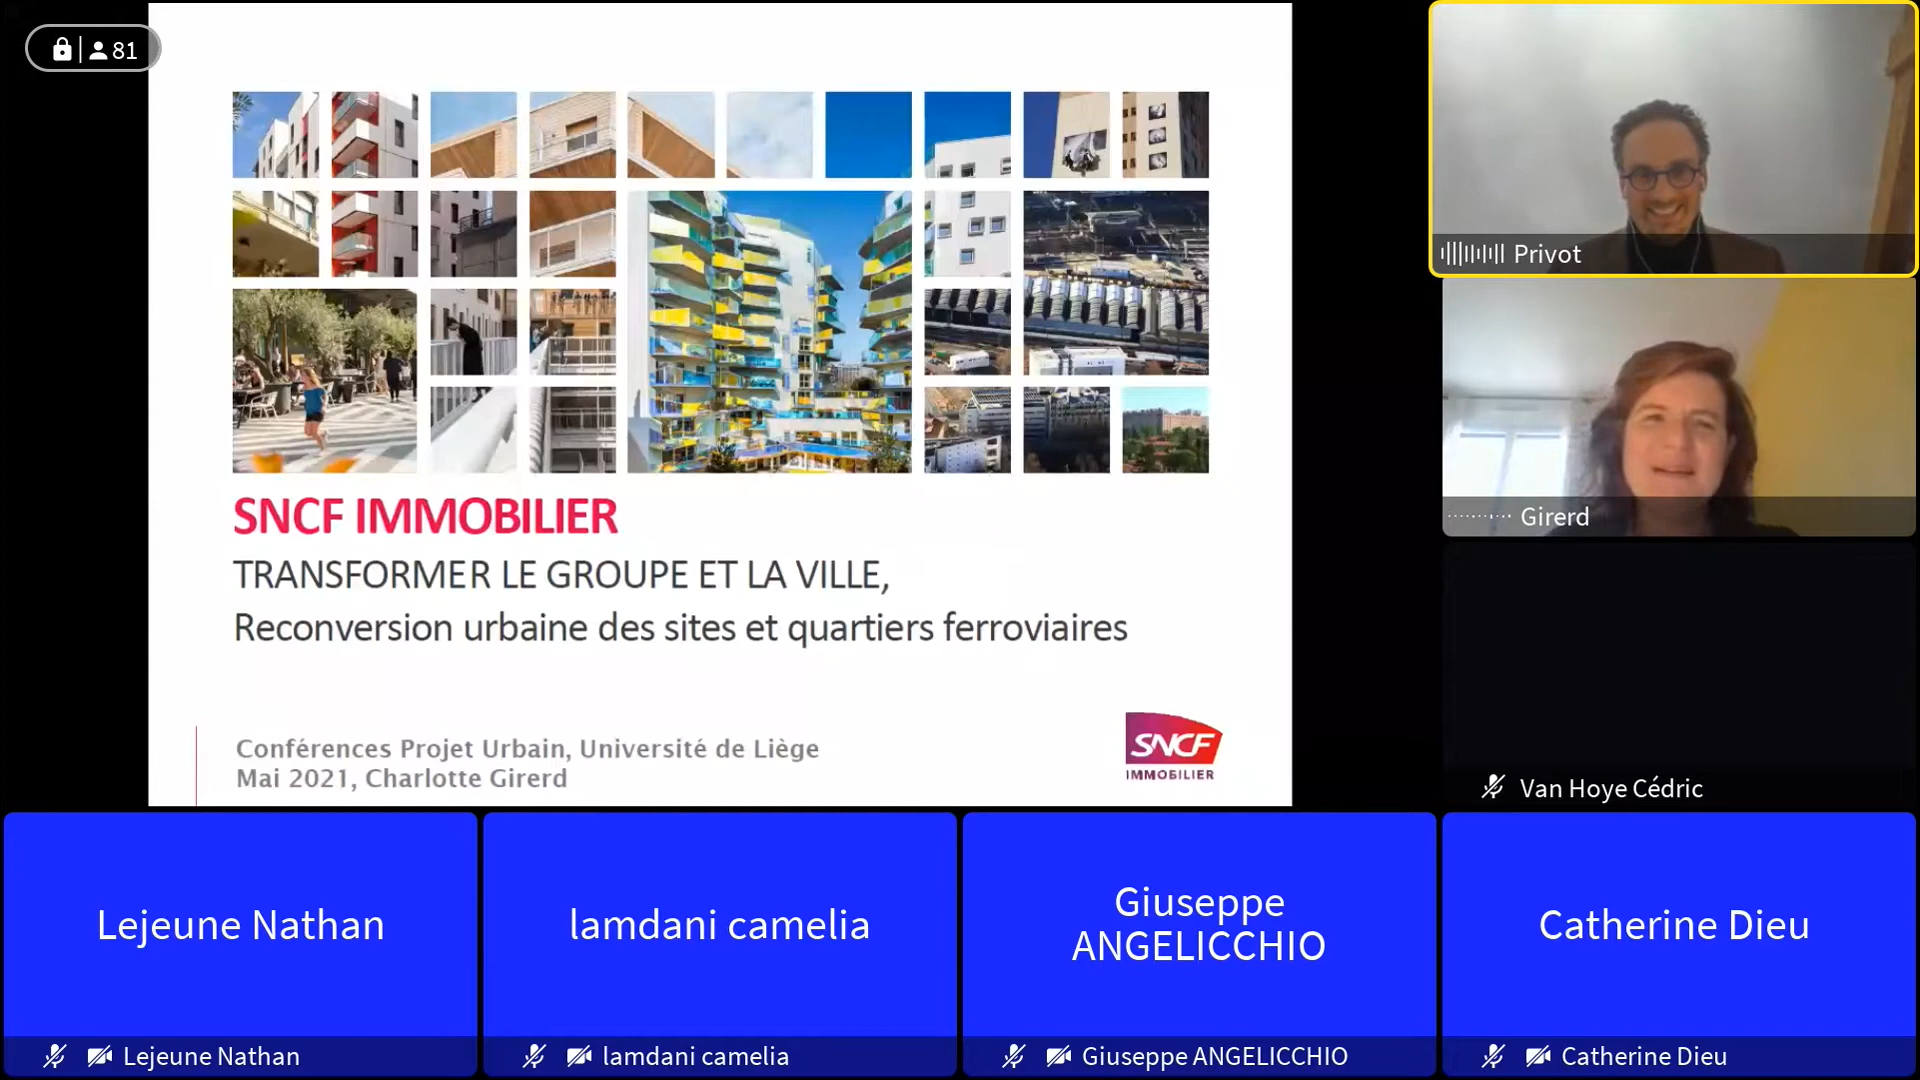 81
SNCF IMMOBILIER
TRANSFORMER LE GROUPE ET LA VILLE,
Reconversion urbaine des sites et quartiers ferroviaires
Conférences Projet Urbain, Université de Liège
Mai 2021, Charlotte Girerd
SNCF
IMMOBILIER
Privot
Girerd
Van Hoye Cédric
Lejeune Nathan
Lejeune Nathan
lamdani camelia
lamdani camelia
Giuseppe
ANGELICCHIO
Giuseppe ANGELICCHIO
Catherine Dieu
Catherine Dieu